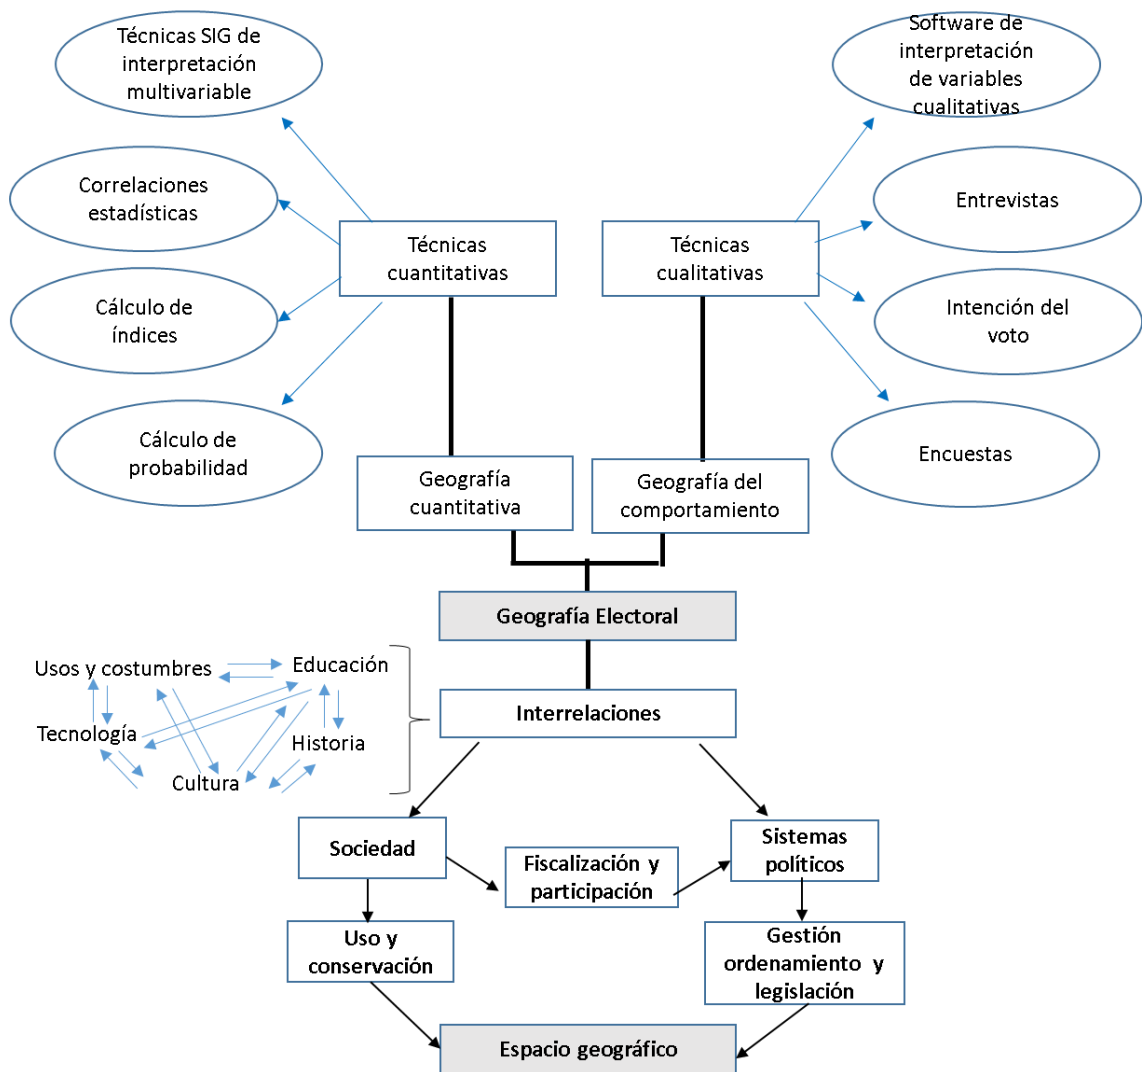 Técnicas SIG de
interpretación
multivariable
Software de
interpretación
de variables
cualitativas
Correlaciones
estadísticas
Entrevistas
Técnicas
cuantitativas
Técnicas
cualitativas
Cálculo de
índices
Intención del
voto
Cálculo de
probabilidad
Encuestas
Geografía
cuantitativa
Geografía del
comportamiento
Geografía Electoral
Usos y costumbres
Educación
Tecnología
Historia
Cultura
Interrelaciones
Sociedad
Fiscalización y
participación
Sistemas
políticos
Uso y
conservación
Gestión
ordenamiento y
legislación
Espacio geográfico